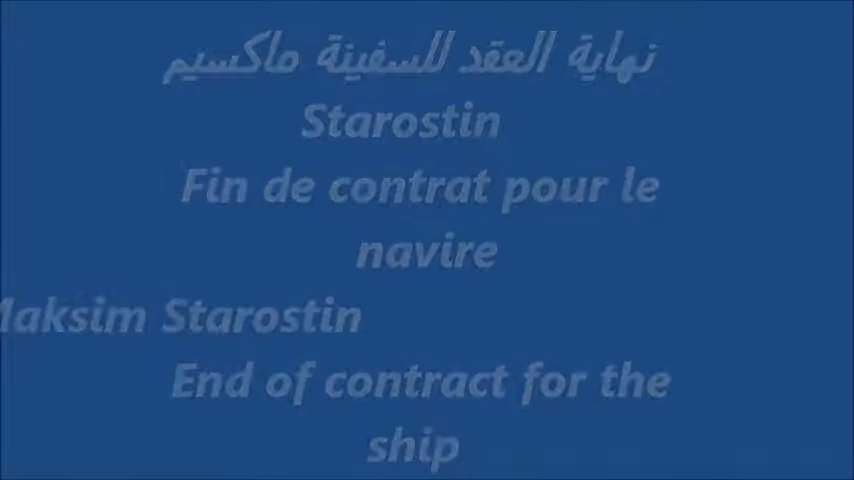 نهاية العقد للسفينة ماكسيم
Starostin
Fin de contrat pour le
navire
Maksim Starostin
End of contract for the
ship